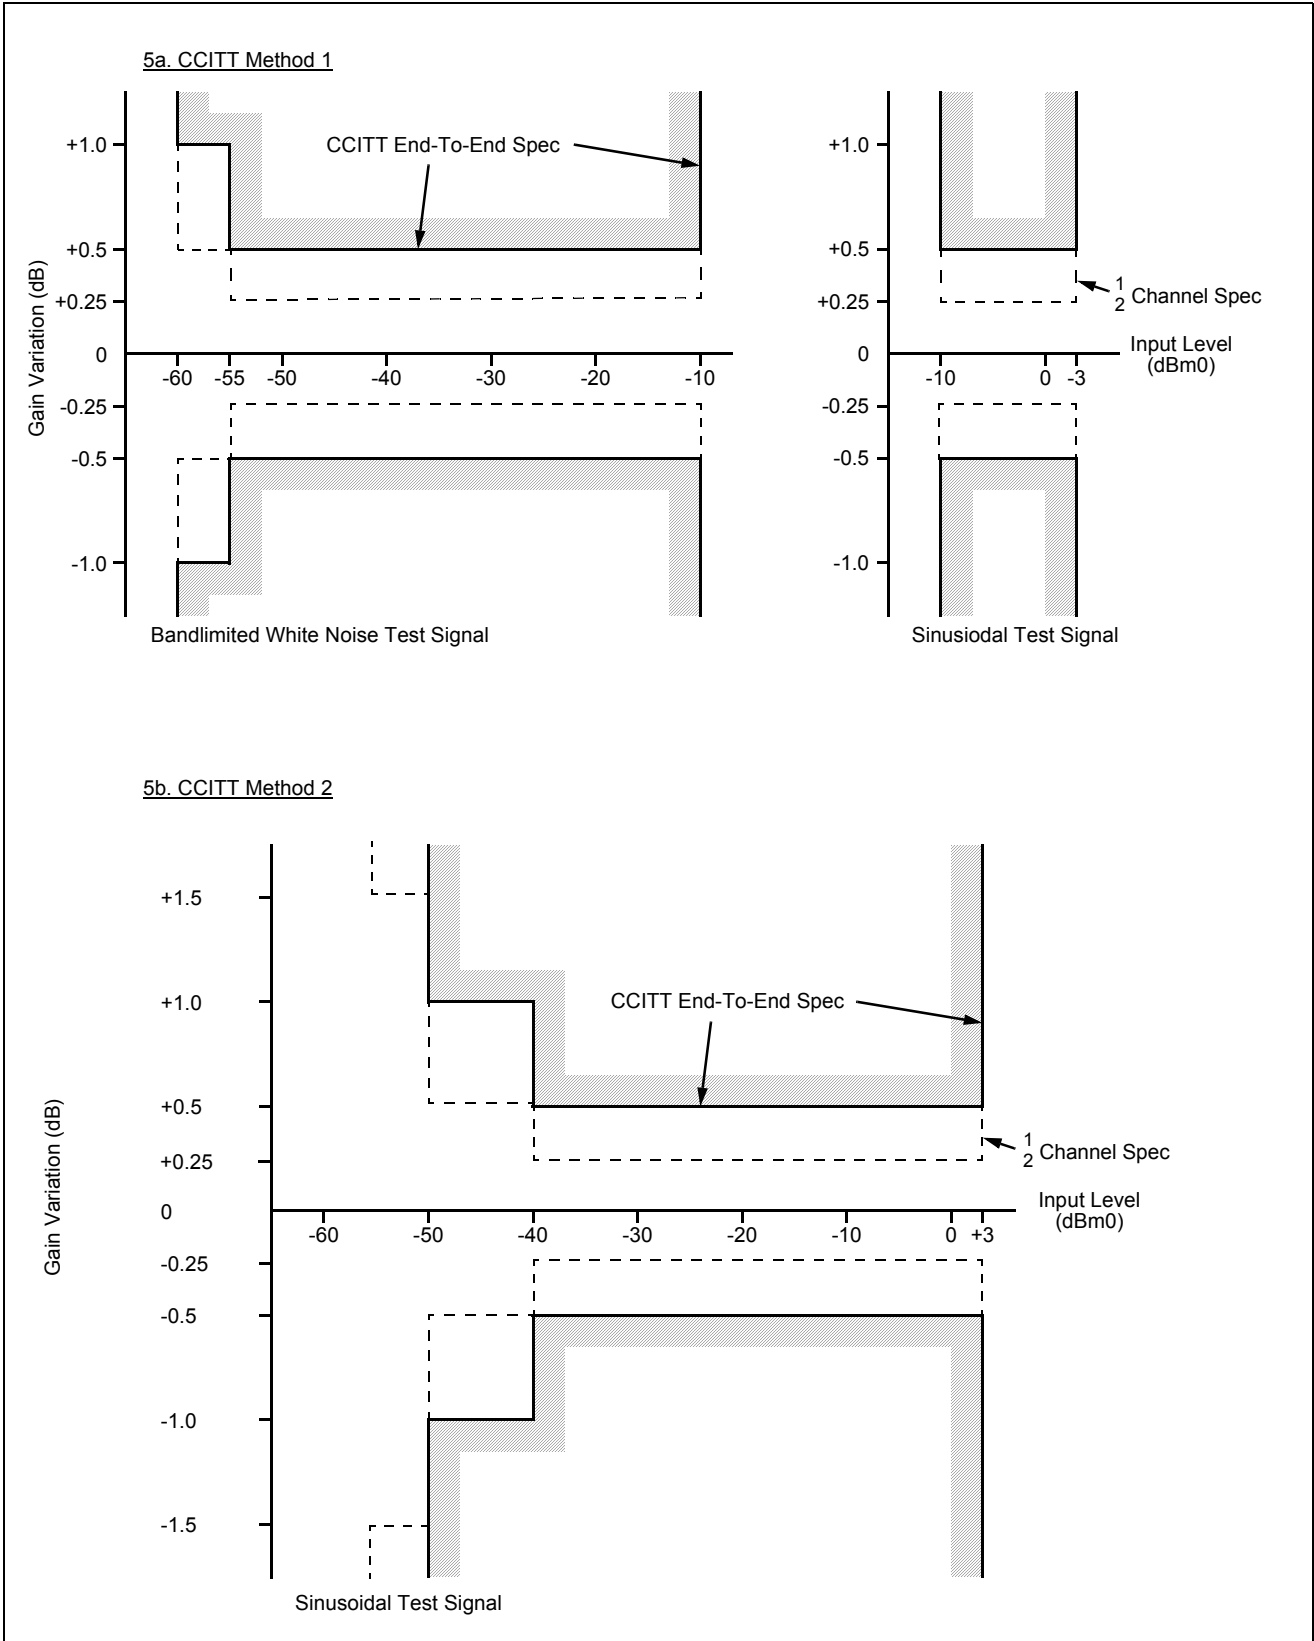 5a. CCITT Method 1
CCITT End-To-End Spec
+1.0
+0.5
+0.25
0
-0.25
-0.5
-1.0
Gain Variation (dB)
-60 -55 -50 -40 -30 -20 -10
Bandlimited White Noise Test Signal
+1.0
+0.5
+0.25
0
-0.25
-0.5
-1.0
1/2 Channel Spec
Input Level
(dBm0)
-10 0 -3
Sinusiodal Test Signal
5b. CCITT Method 2
+1.5
+1.0
+0.5
+0.25
0
-0.25
-0.5
-1.0
-1.5
Gain Variation (dB)
CCITT End-To-End Spec
1/2 Channel Spec
Input Level
(dBm0)
-60 -50 -40 -30 -20 -10 0 +3
Sinusoidal Test Signal